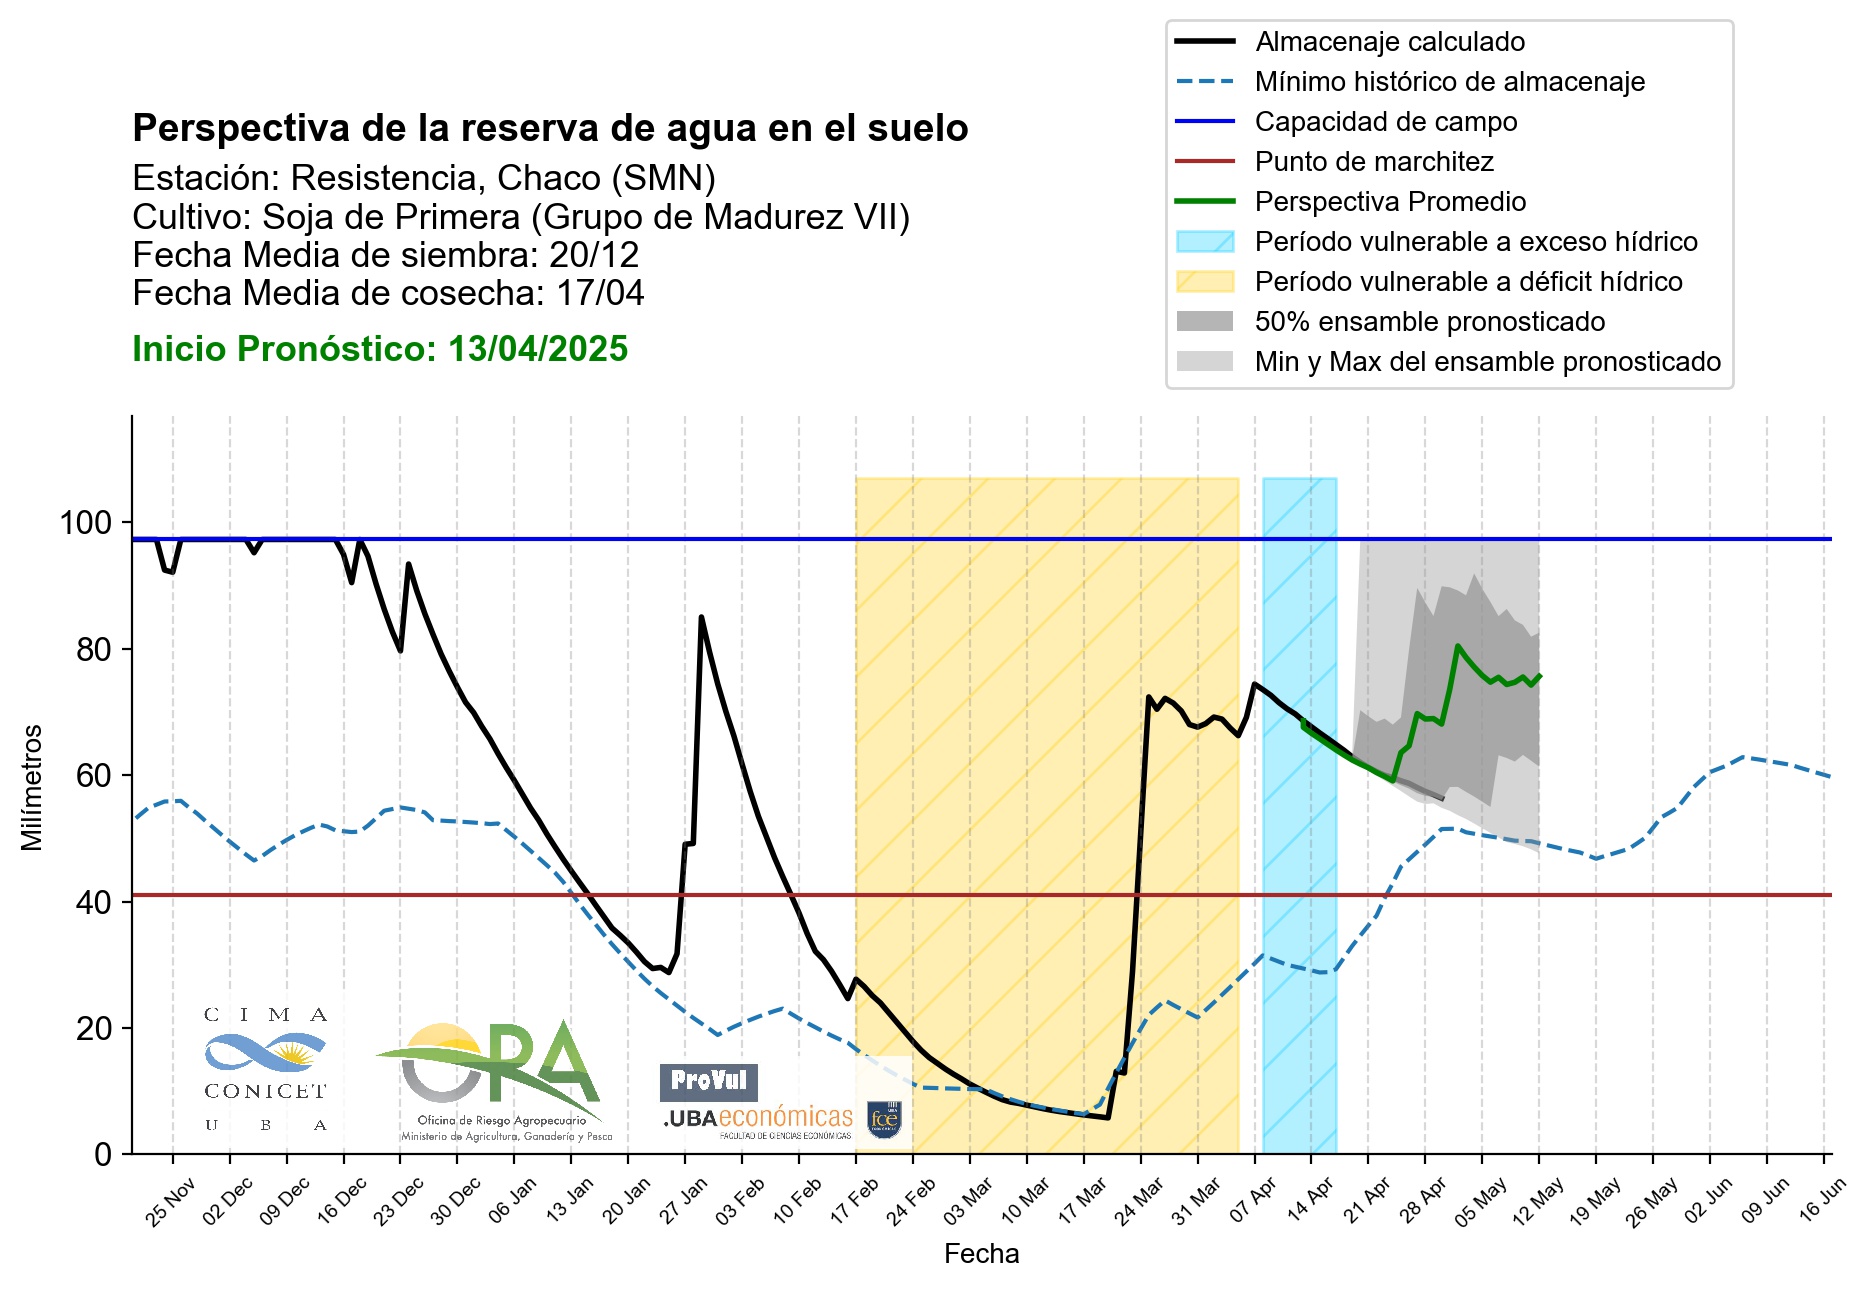 Perspectiva de la reserva de agua en el suelo
Estación: Resistencia, Chaco (SMN)
Cultivo: Soja de Primera (Grupo de Madurez VII)
Fecha Media de siembra: 20/12
Fecha Media de cosecha: 17/04
Inicio Pronóstico: 13/04/2025
Almacenaje calculado
Mínimo histórico de almacenaje
Capacidad de campo
Punto de marchitez
Perspectiva Promedio
Período vulnerable a exceso hídrico
Período vulnerable a déficit hídrico
50% ensamble pronosticado
Min y Max del ensamble pronosticado
Milímetros
100
80
60
40
20
0
CIMA
CONICET
UBA
ORA
Oficina de Riesgo Agropecuario
Ministerio de Agricultura, Ganadería y Pesca
ProVul
.UBAeconómicas
FACULTAD DE CIENCIAS ECONÓMICAS
UBA
fce
ECONÓMICAS
25 Nov
02 Dec
09 Dec
16 Dec
23 Dec
30 Dec
06 Jan
13 Jan
20 Jan
27 Jan
03 Feb
10 Feb
17 Feb
24 Feb
03 Mar
10 Mar
17 Mar
24 Mar
31 Mar
07 Apr
14 Apr
21 Apr
28 Apr
05 May
12 May
19 May
26 May
02 Jun
09 Jun
16 Jun
Fecha